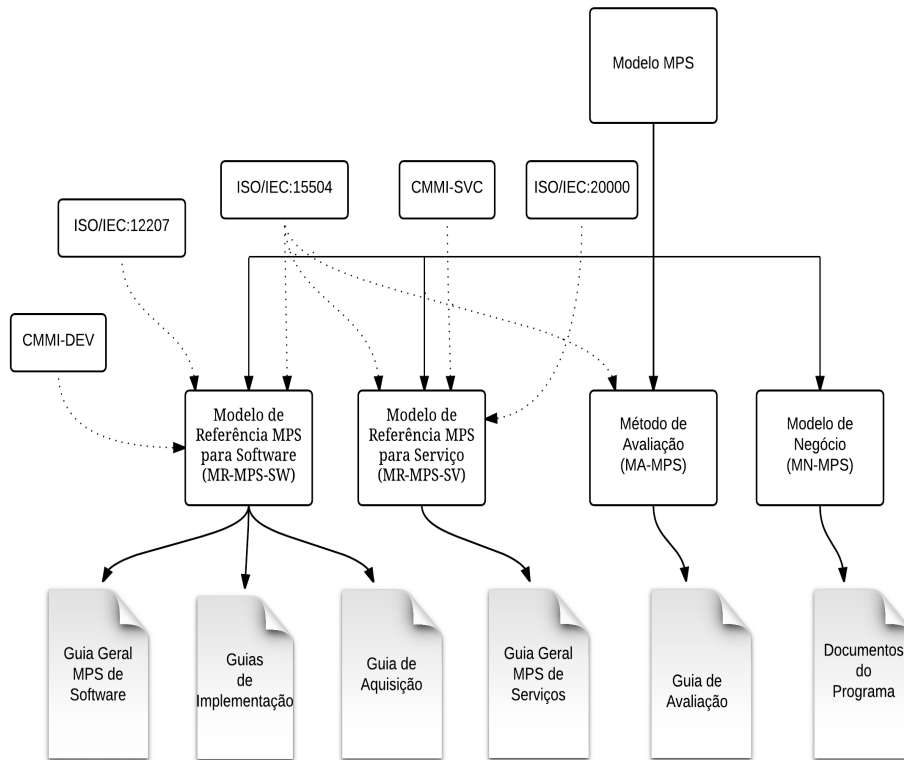 Modelo MPS
ISO/IEC:15504
CMMI-SVC
ISO/IEC:20000
ISO/IEC:12207
CMMI-DEV
Modelo de
Referência MPS
para Software
(MR-MPS-SW)
Modelo de
Referência MPS
para Serviço
(MR-MPS-SV)
Método de
Avaliação
(MA-MPS)
Modelo de
Negócio
(MN-MPS)
Guia Geral
MPS de
Software
Guias
de
Implementação
Guia de
Aquisição
Guia Geral
MPS de
Serviços
Guia de
Avaliação
Documentos
do
Programa